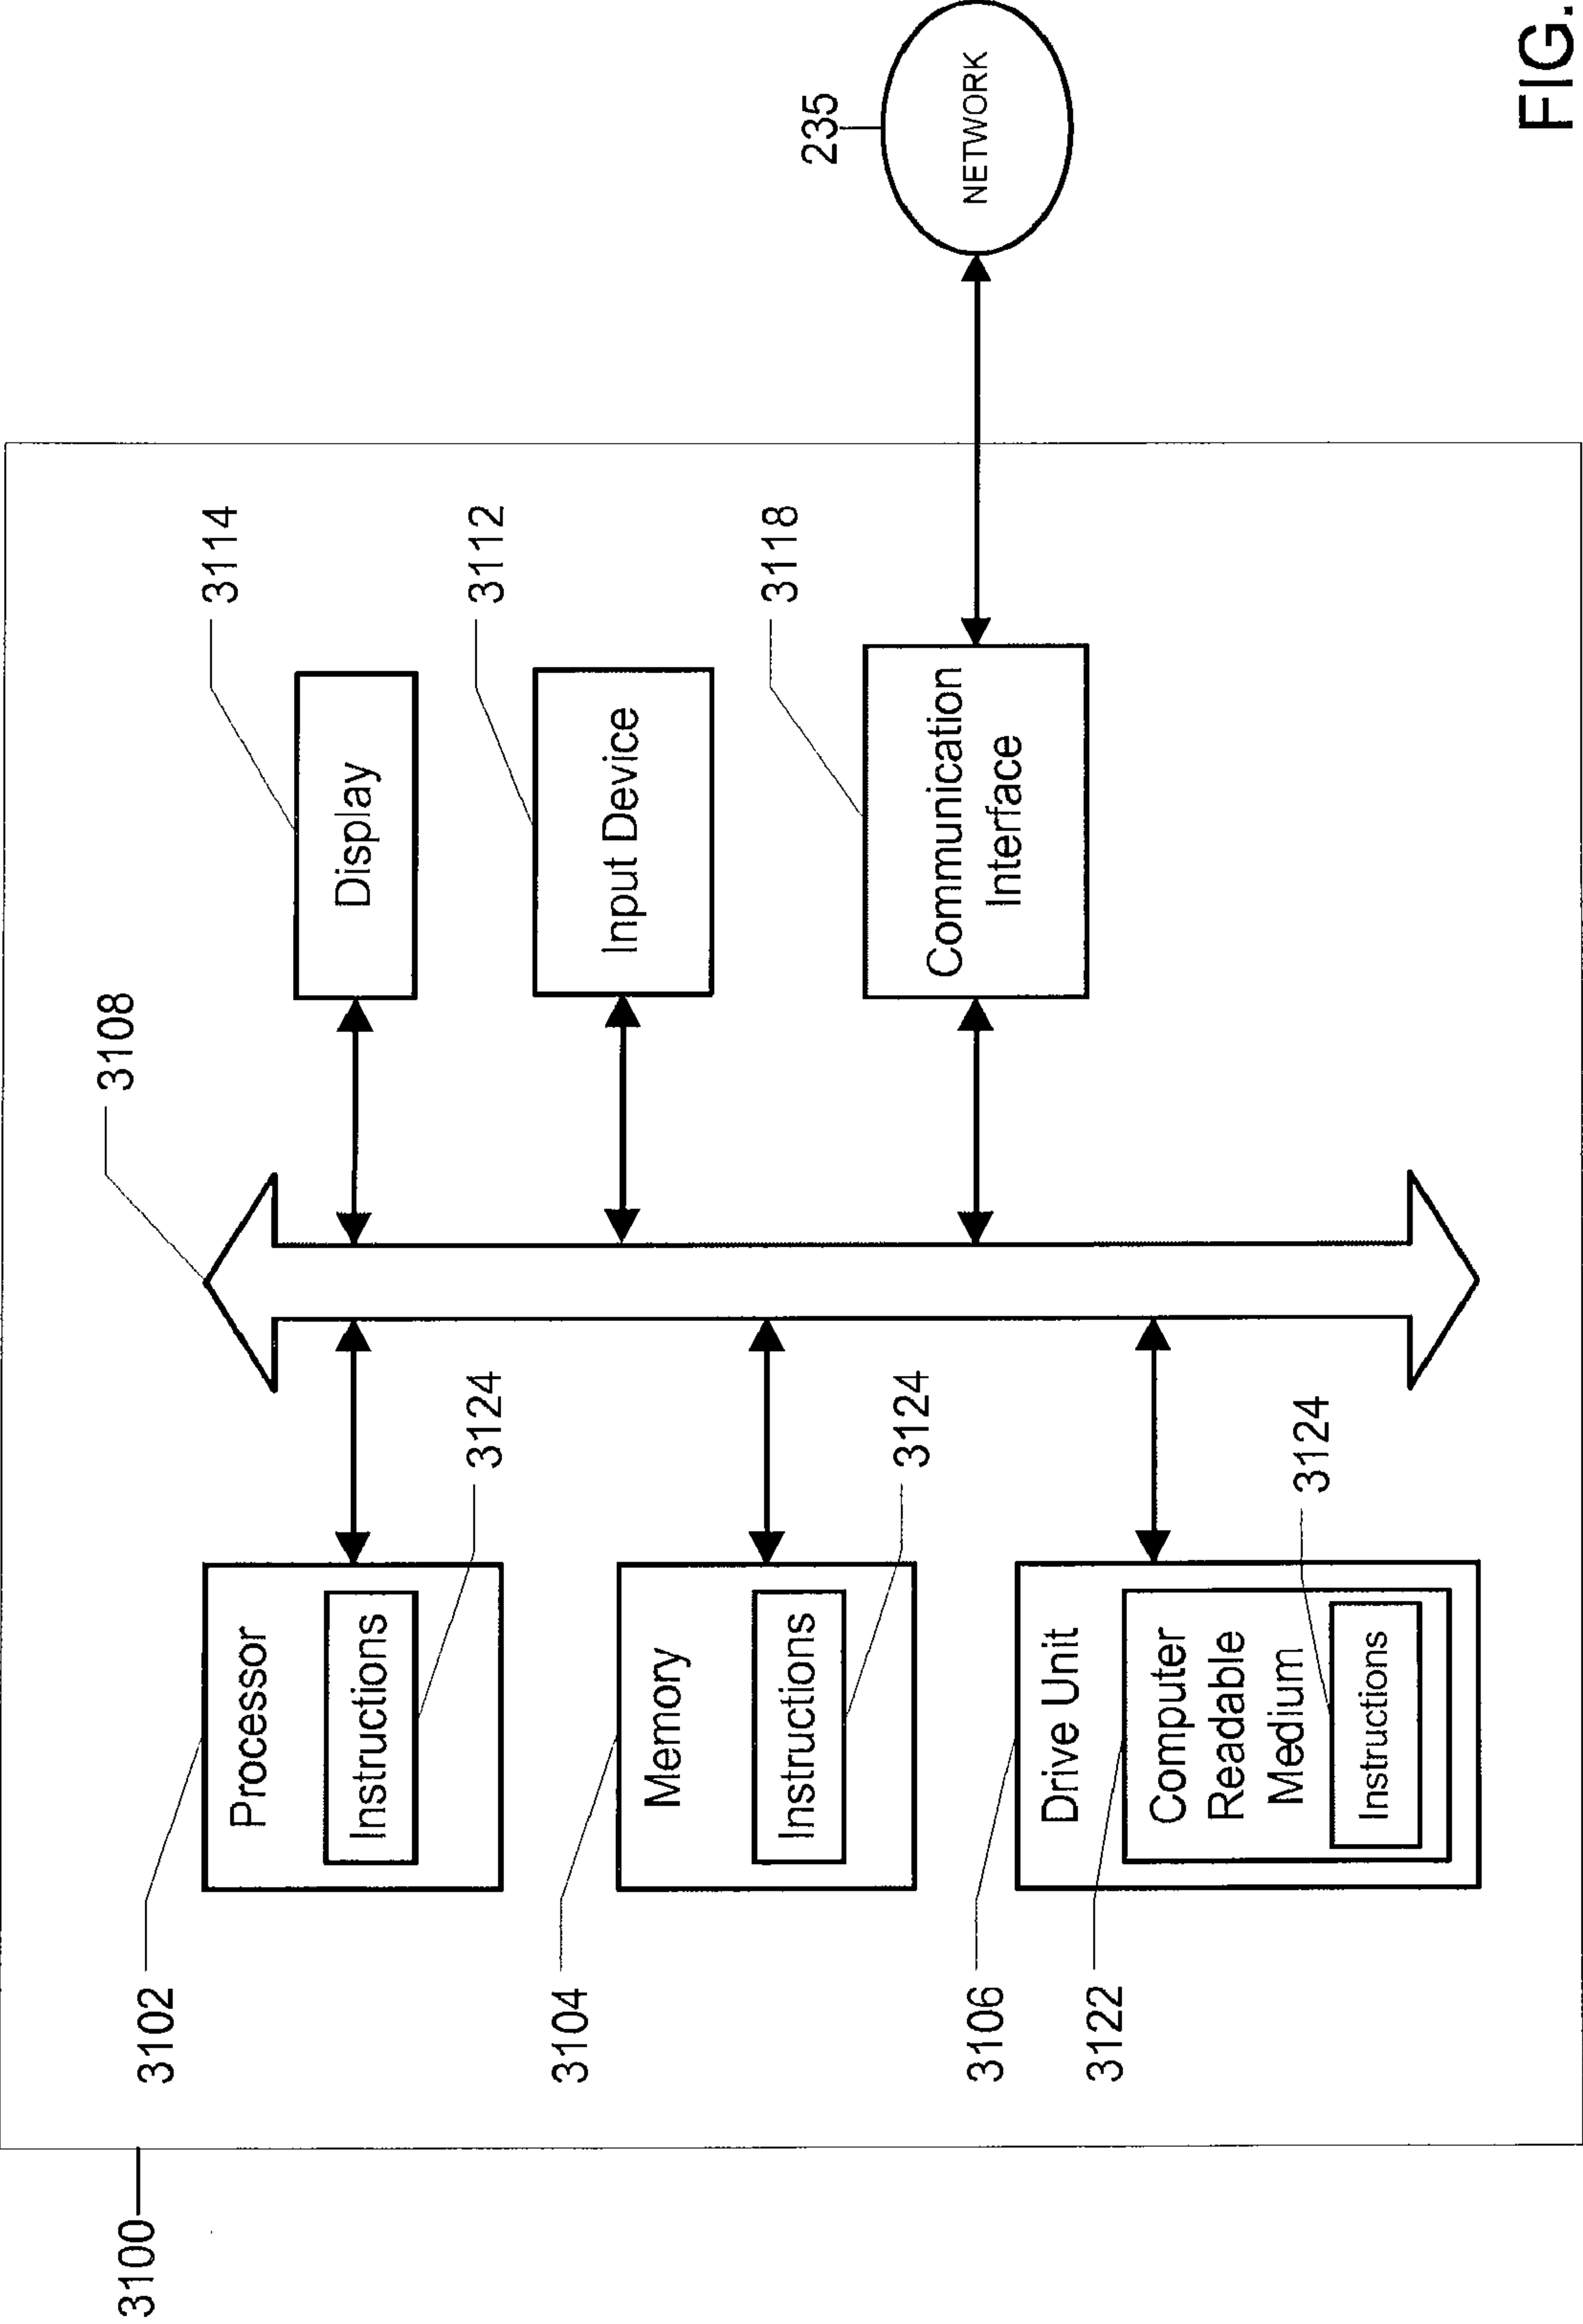 3100
3102
Processor
Instructions
3124
3104
Memory
Instructions
3124
3106
Drive Unit
3122
Computer
Readable
Medium
Instructions
3124
3108
3114
Display
3112
Input Device
3118
Communication
Interface
235
NETWORK
FIG.